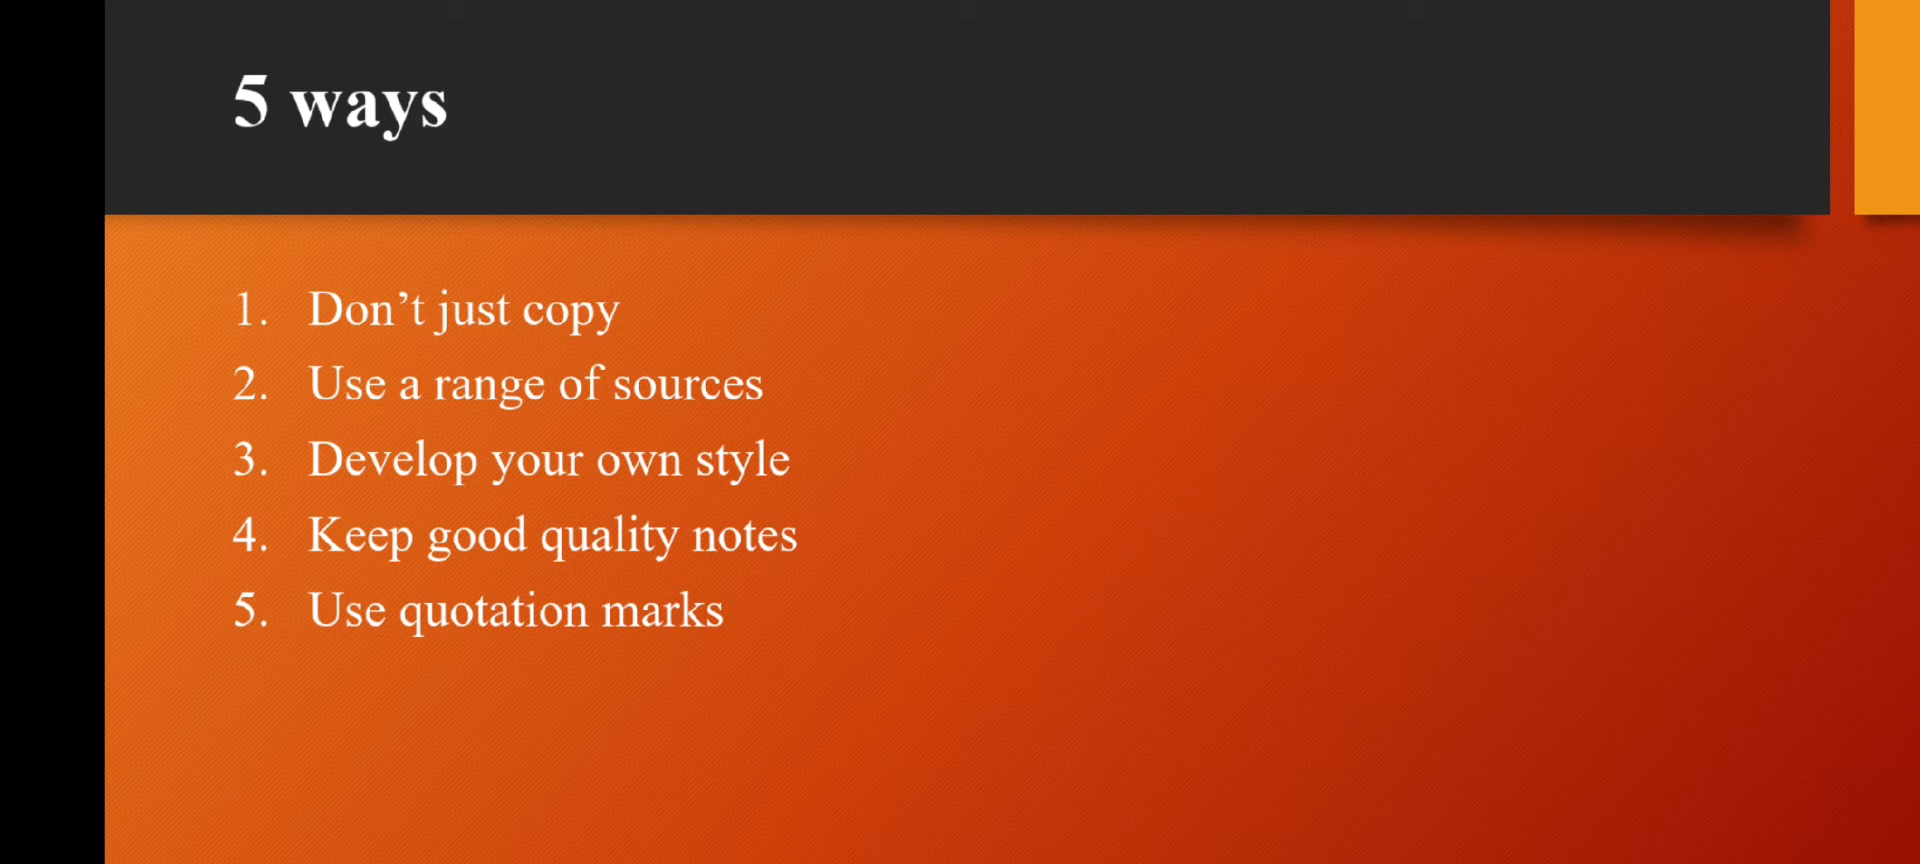 5 ways
1. Don’t just copy
2. Use a range of sources
3. Develop your own style
4. Keep good quality notes
5. Use quotation marks